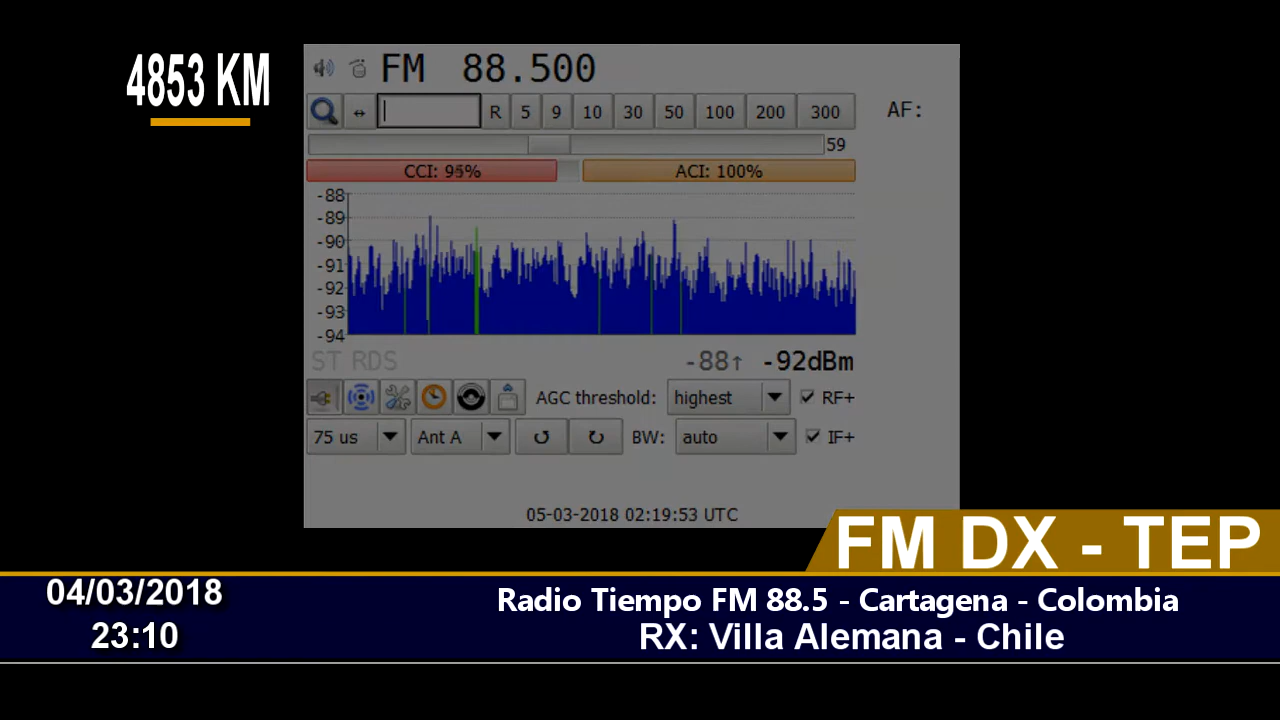 4853 KM
FM 88.500
R 5 9 10 30 50 100 200 300
AF:
59
CCI: 95% ACI: 100%
-88
-89
-90
-91
-92
-93
-94
ST RDS -88↑ -92dBm
AGC threshold: highest RF+
75 us Ant A BW: auto IF+
05-03-2018 02:19:53 UTC
FM DX - TEP
04/03/2018
23:10
Radio Tiempo FM 88.5 - Cartagena - Colombia
RX: Villa Alemana - Chile